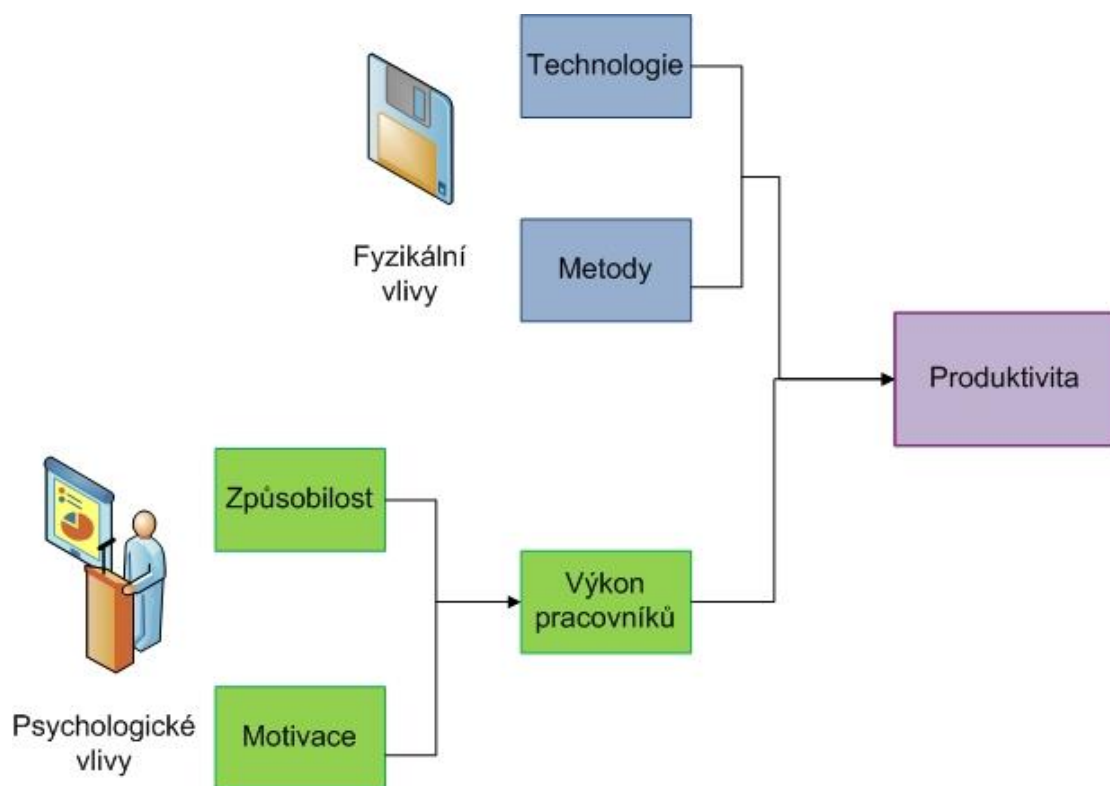 Technologie
Fyzikální
vlivy
Metody
Produktivita
Způsobilost
Výkon
pracovníků
Psychologické
vlivy
Motivace